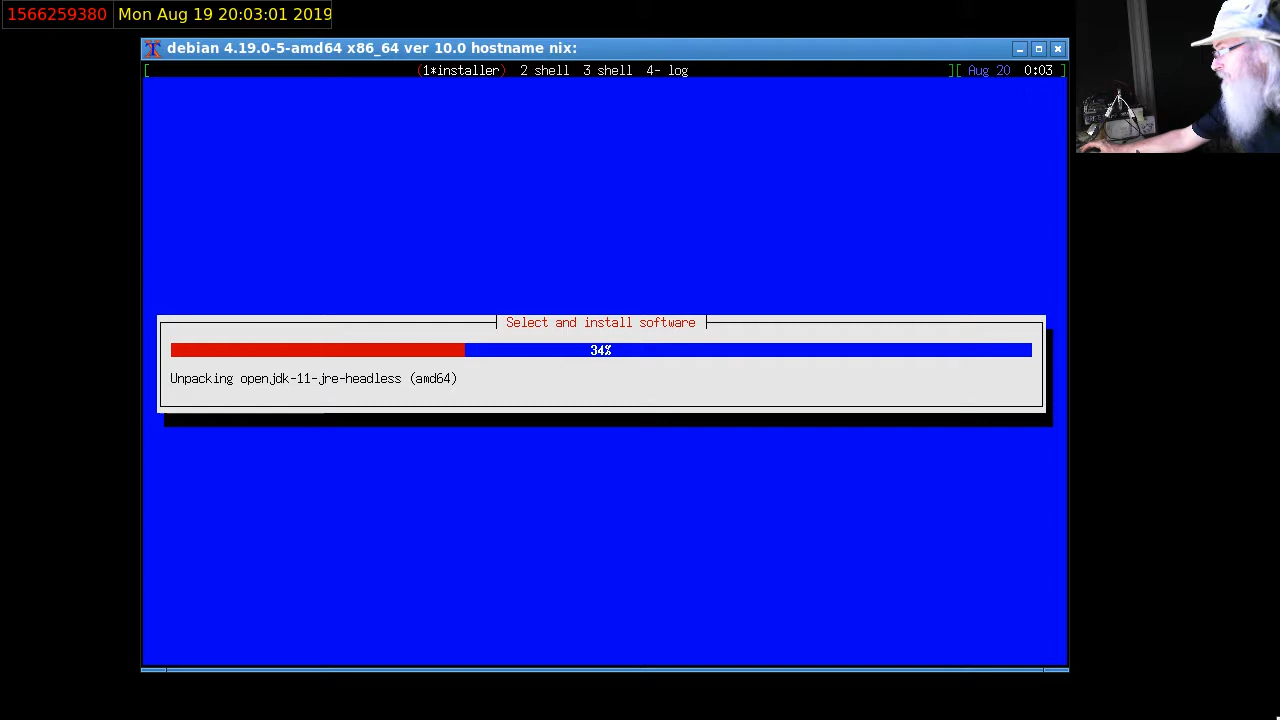 1566259380 Mon Aug 19 20:03:01 2019
debian 4.19.0-5-amd64 x86_64 ver 10.0 hostname nix:
[ (1*installer) 2 shell 3 shell 4- log ][ Aug 20 0:03 ]
Select and install software
34%
Unpacking openjdk-11-jre-headless (amd64)